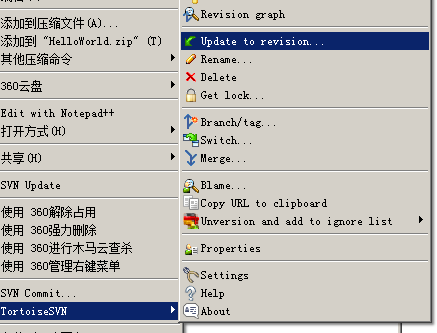 添加到压缩文件(A)...
添加到 "HelloWorld.zip" (T)
其他压缩命令
360云盘
Edit with Notepad++
打开方式(H)
共享(H)
SVN Update
使用 360解除占用
使用 360强力删除
使用 360进行木马云查杀
使用 360管理右键菜单
SVN Commit...
TortoiseSVN
Revision graph
Update to revision...
Rename...
Delete
Get lock...
Branch/tag...
Switch...
Merge...
Blame...
Copy URL to clipboard
Unversion and add to ignore list
Properties
Settings
Help
About